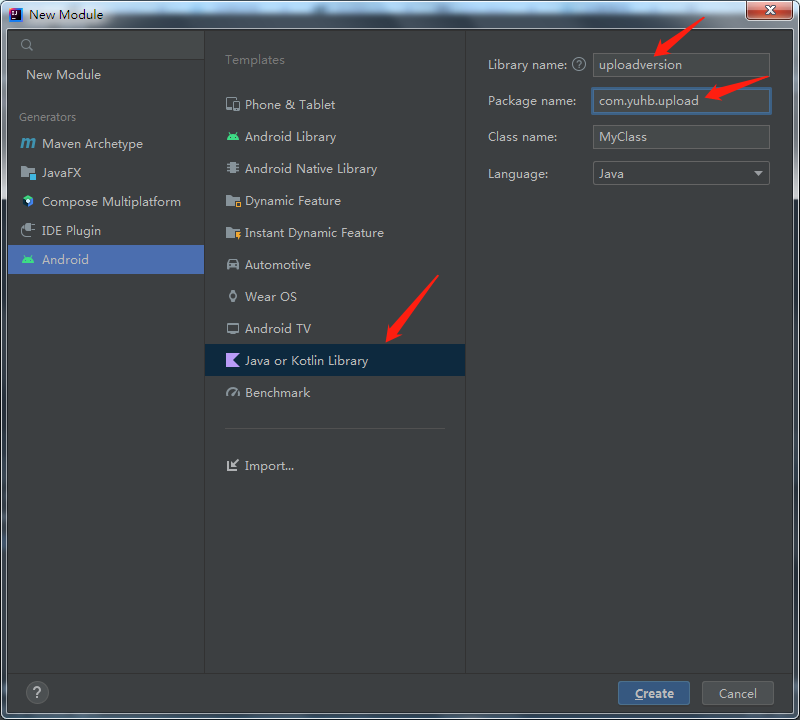 New Module
New Module
Generators
Maven Archetype
JavaFX
Compose Multiplatform
IDE Plugin
Android
Templates
Phone & Tablet
Android Library
Android Native Library
Dynamic Feature
Instant Dynamic Feature
Automotive
Wear OS
Android TV
Java or Kotlin Library
Benchmark
Import...
Library name: ? uploadversion
Package name: com.yuhb.upload
Class name: MyClass
Language: Java
?
Create
Cancel